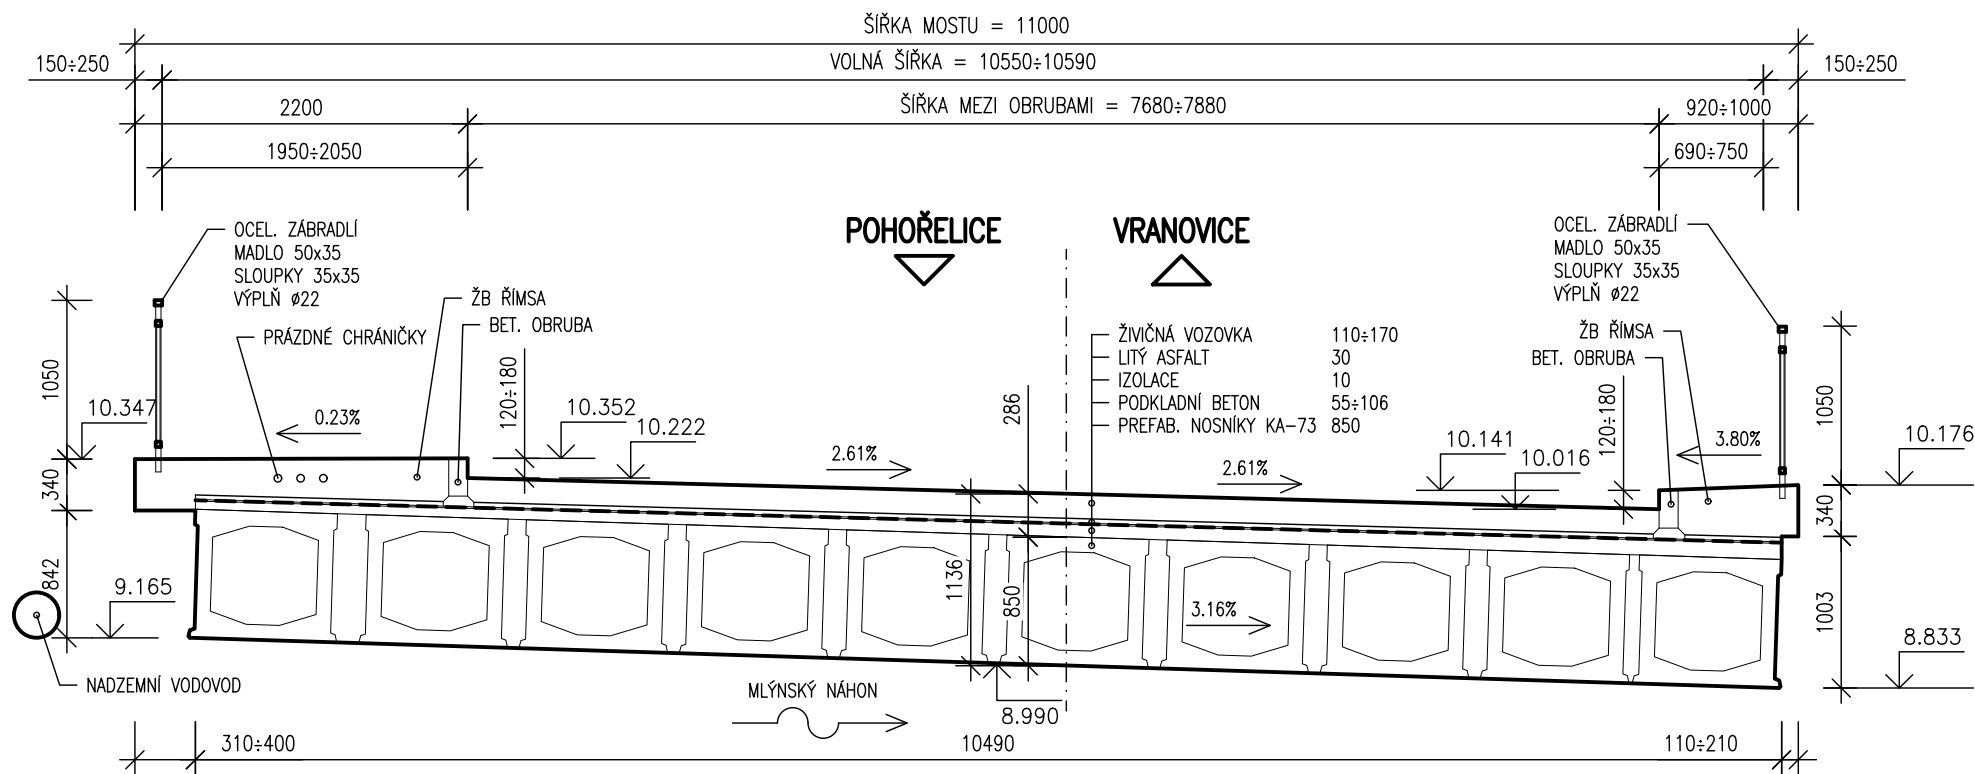 ŠÍŘKA MOSTU = 11000
150÷250
VOLNÁ ŠÍŘKA = 10550÷10590
150÷250
2200
ŠÍŘKA MEZI OBRUBAMI = 7680÷7880
920÷1000
1950÷2050
690÷750
OCEL. ZÁBRADLÍ
MADLO 50x35
SLOUPKY 35x35
VÝPLŇ ø22
POHOŘELICE
VRANOVICE
OCEL. ZÁBRADLÍ
MADLO 50x35
SLOUPKY 35x35
VÝPLŇ ø22
ŽB ŘÍMSA
BET. OBRUBA
PRÁZDNÉ CHRÁNIČKY
ŽIVIČNÁ VOZOVKA 110÷170
LITÝ ASFALT 30
IZOLACE 10
PODKLADNÍ BETON 55÷106
PREFAB. NOSNÍKY KA-73 850
ŽB ŘÍMSA
BET. OBRUBA
1050
10.347
0.23%
120÷180
10.352
10.222
2.61%
286
2.61%
10.141
10.016
120÷180
3.80%
1050
10.176
340
340
842
9.165
1136
850
3.16%
1003
8.833
NADZEMNÍ VODOVOD
MLÝNSKÝ NÁHON
8.990
310÷400
10490
110÷210